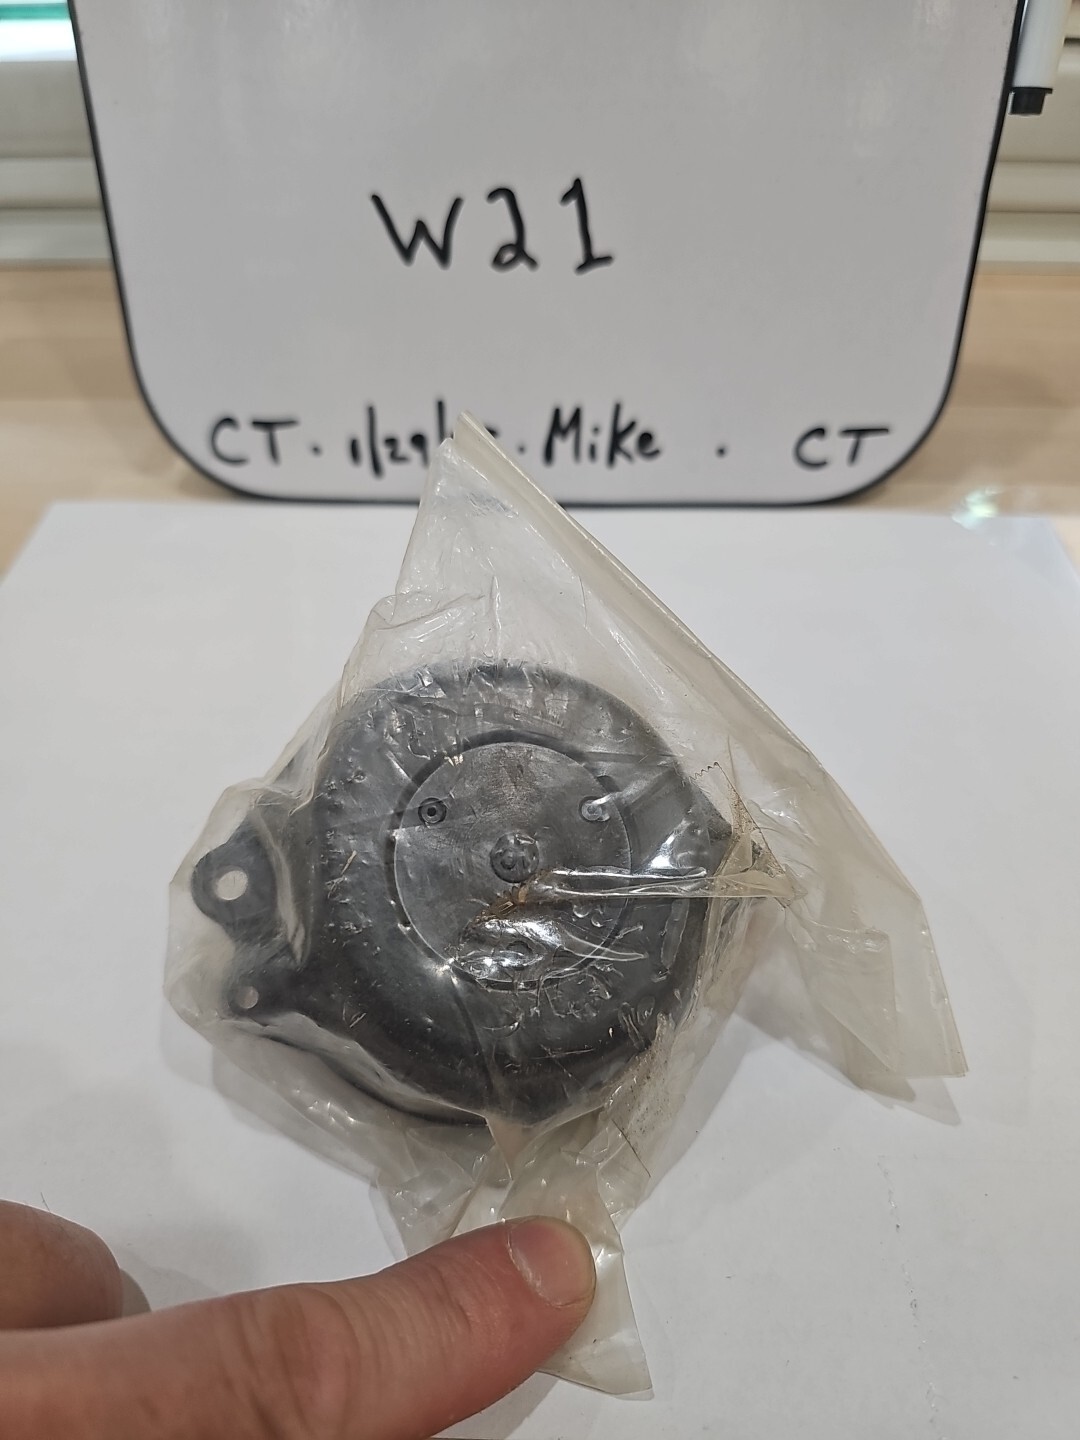 W21
CT. 1/29/ . Mike . CT